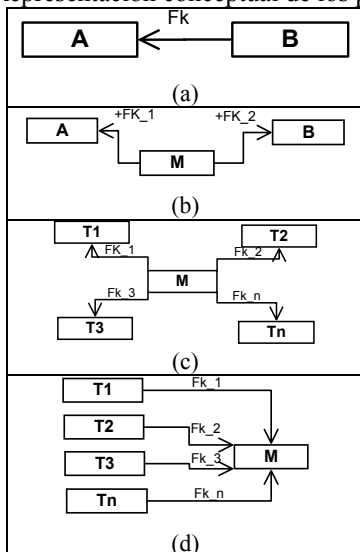 Representación conceptual de los
Fk
A B
(a)
+FK_1 +FK_2
A B
M
(b)
T1 T2
FK_1 Fk_2
M
Fk_3 Fk_n
T3 Tn
(c)
T1 Fk_1
T2 Fk_2
T3 Fk_3 M
Tn Fk_n
(d)